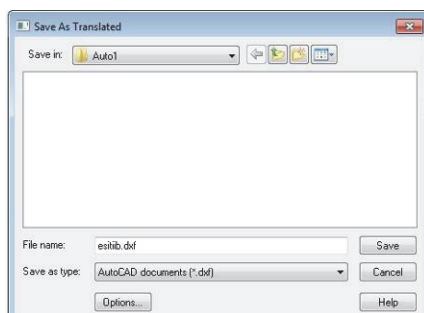 Save As Translated
Save in: Auto1
File name: esitiib.dxf Save
Save as type: AutoCAD documents (*.dxf) Cancel
Options... Help